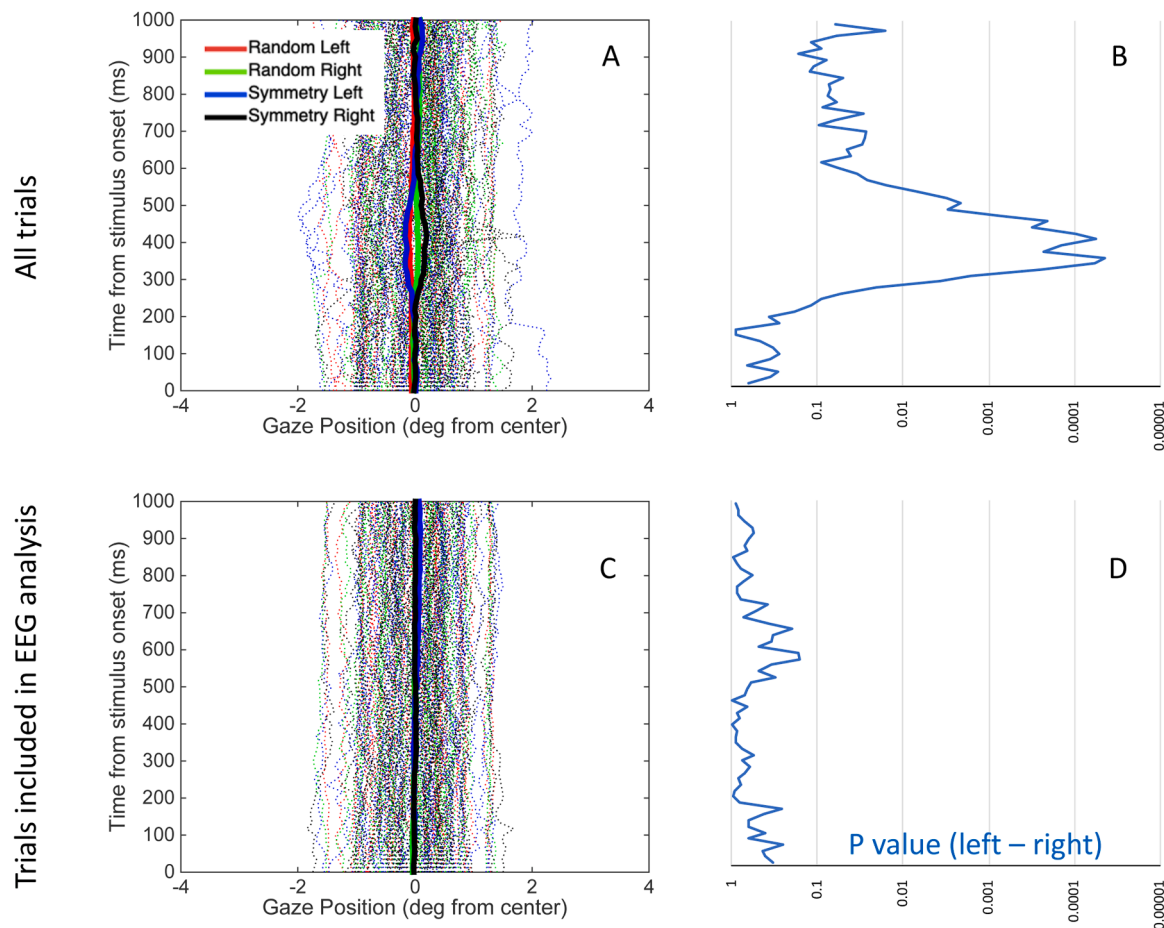 All trials
Time from stimulus onset (ms)
1000
900
800
700
600
500
400
300
200
100
0
Random Left
Random Right
Symmetry Left
Symmetry Right
A
-4 -2 0 2 4
Gaze Position (deg from center)
B
1 0.1 0.01 0.001 0.0001 0.00001
Trials included in EEG analysis
Time from stimulus onset (ms)
1000
900
800
700
600
500
400
300
200
100
0
C
-4 -2 0 2 4
Gaze Position (deg from center)
D
P value (left – right)
1 0.1 0.01 0.001 0.0001 0.00001